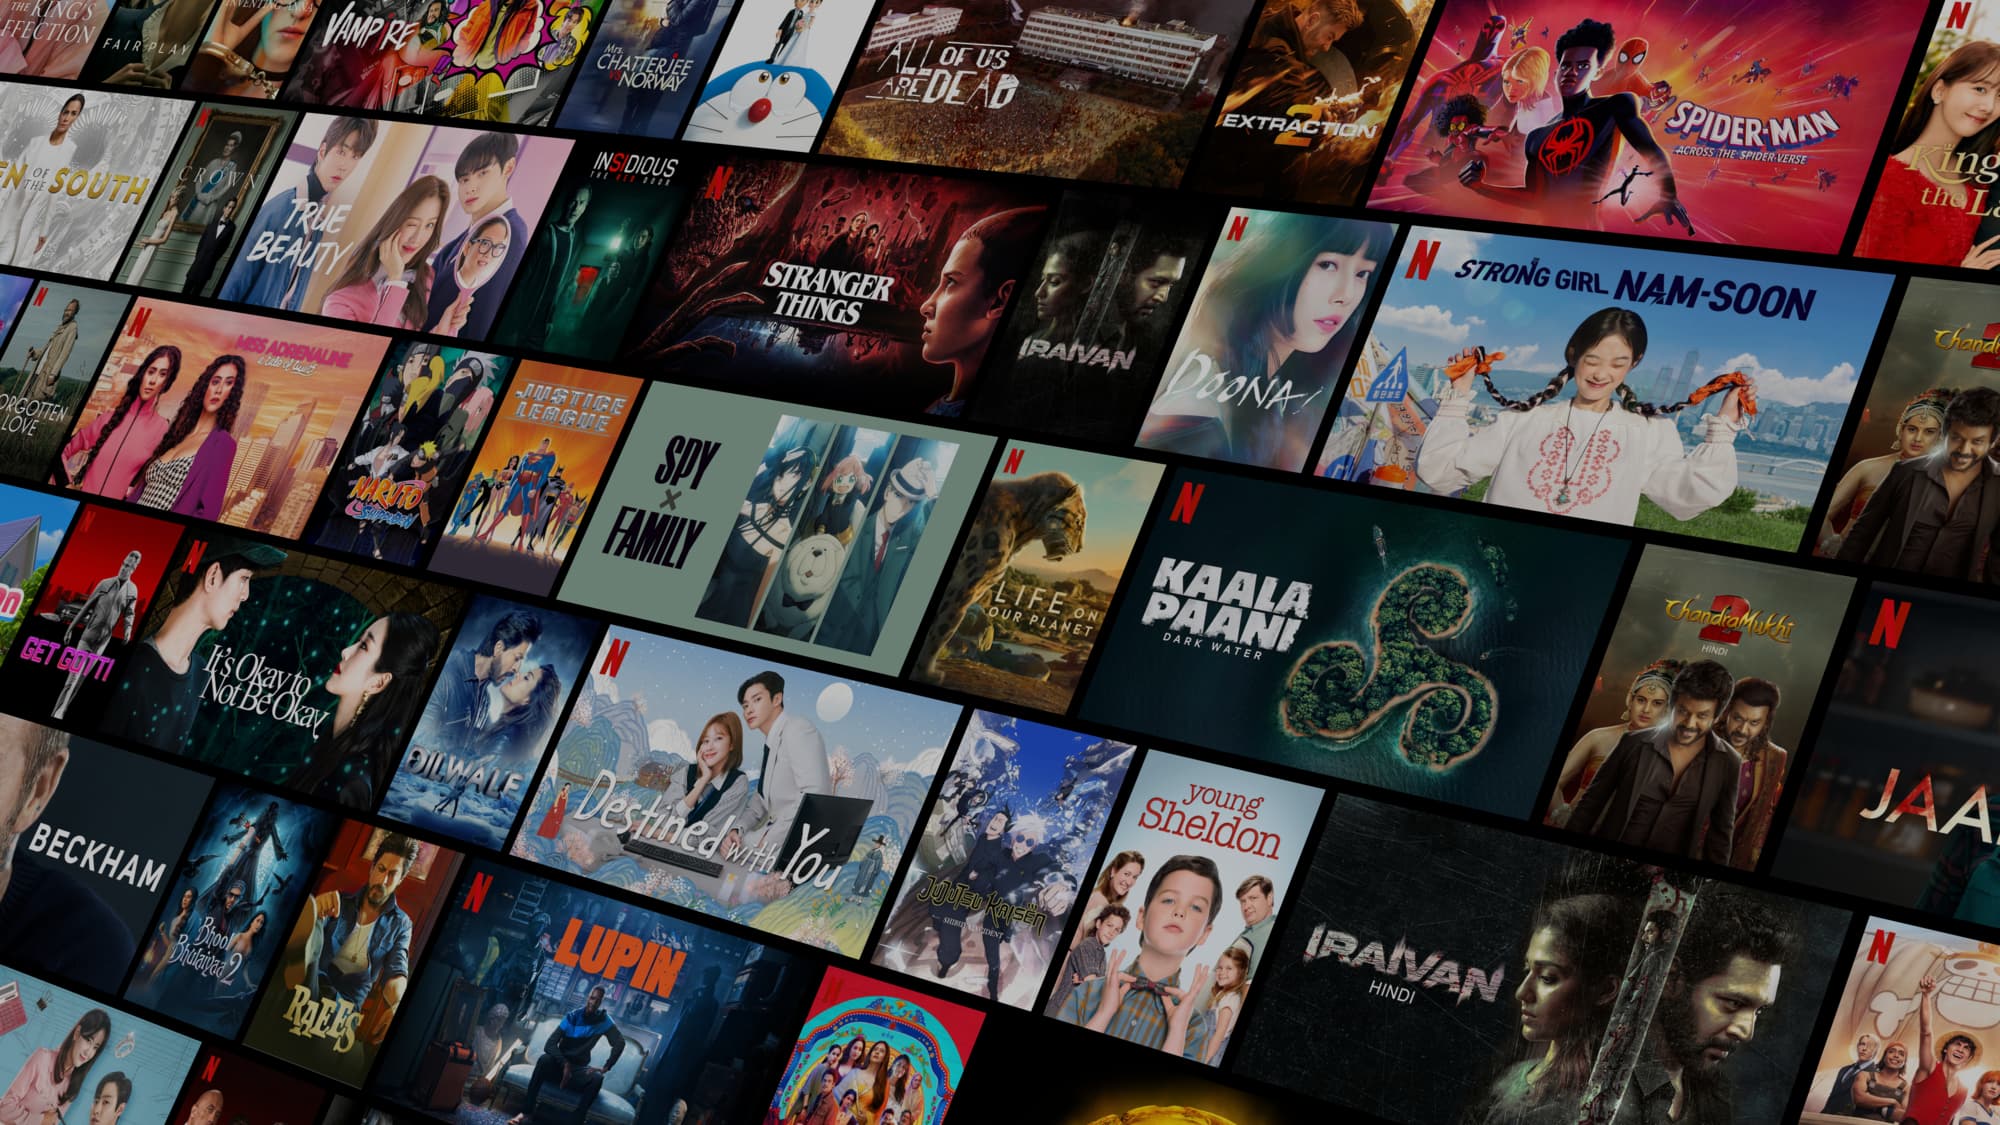 THE KING'S
AFFECTION
FAIR PLAY
INVENTING ANNA
VAMPIRE
Mrs.
CHATTERJEE
VS
NORWAY
ALL OF US
ARE DEAD
EXTRACTION
2
SPIDER-MAN
ACROSS THE SPIDER-VERSE
N
King
the La
EN OF
THE SOUTH
N
CROWN
TRUE
BEAUTY
INSIDIOUS
THE RED DOOR
N
STRANGER
THINGS
IRAIVAN
N
DOONA!
N
STRONG GIRL NAM-SOON
Chandr
2
N
ORGOTTEN
LOVE
N
MISS ADRENALINE
a tale of twins
NARUTO
SHIPPUDEN
JUSTICE
LEAGUE
SPY
×
FAMILY
N
LIFE ON
OUR PLANET
N
KAALA
PAANI
DARK WATER
2
ChandraMukhi
HINDI
N
JAA
on
GET GOTTI
N
It's Okay to
Not Be Okay
DILWALE
N
Destined with You
JUJUTSU KAISEN
SHIBUYA INCIDENT
young
Sheldon
IRAIVAN
HINDI
N
BECKHAM
Bhool
Bhulaiyaa 2
RAEES
N
LUPIN
N